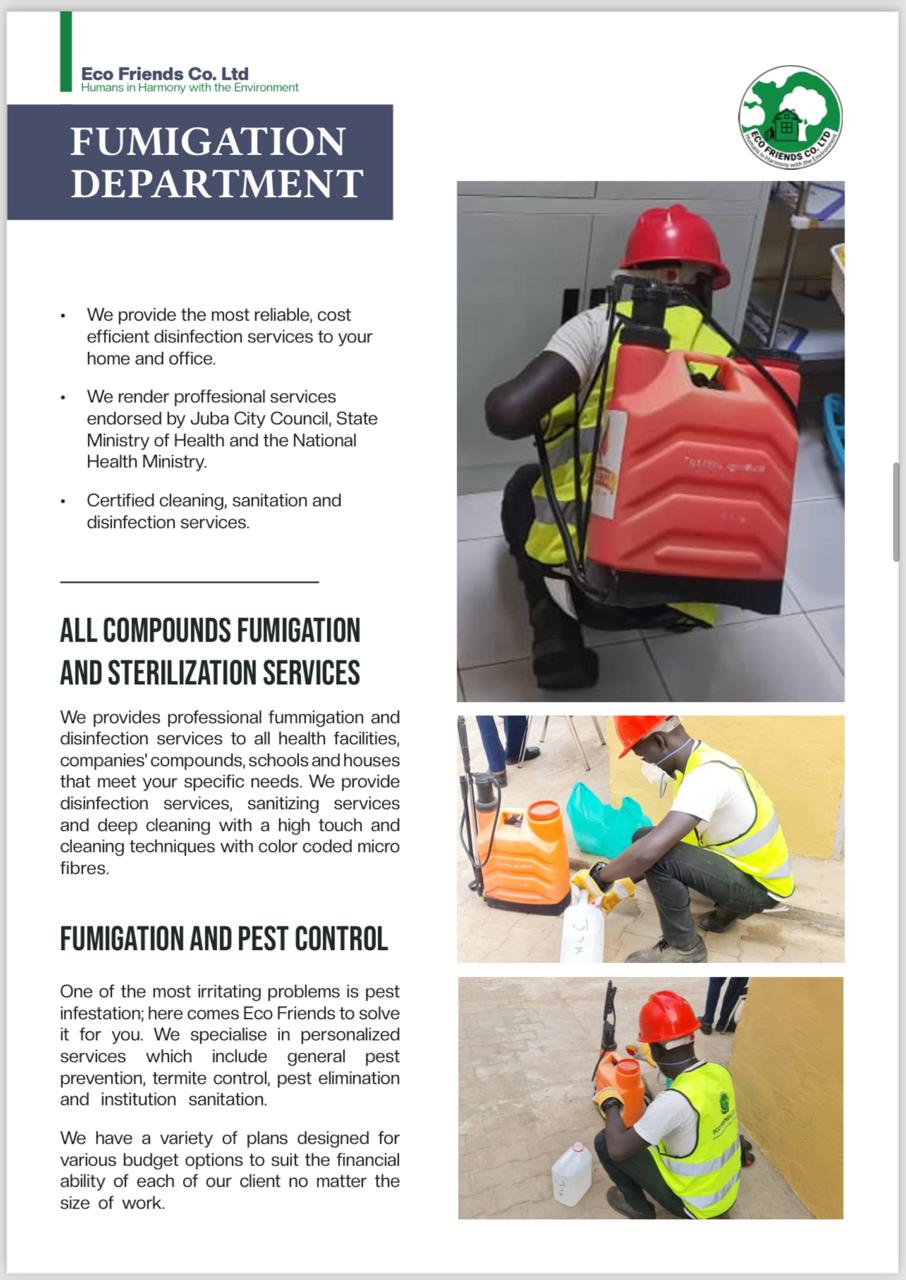 Eco Friends Co. Ltd
Humans in Harmony with the Environment
FUMIGATION
DEPARTMENT
ECO FRIENDS CO. LTD
Humans in Harmony with the Environment
• We provide the most reliable, cost
efficient disinfection services to your
home and office.
• We render proffesional services
endorsed by Juba City Council, State
Ministry of Health and the National
Health Ministry.
• Certified cleaning, sanitation and
disinfection services.
ALL COMPOUNDS FUMIGATION
AND STERILIZATION SERVICES
We provides professional fummigation and
disinfection services to all health facilities,
companies' compounds, schools and houses
that meet your specific needs. We provide
disinfection services, sanitizing services
and deep cleaning with a high touch and
cleaning techniques with color coded micro
fibres.
FUMIGATION AND PEST CONTROL
One of the most irritating problems is pest
infestation; here comes Eco Friends to solve
it for you. We specialise in personalized
services which include general pest
prevention, termite control, pest elimination
and institution sanitation.
We have a variety of plans designed for
various budget options to suit the financial
ability of each of our client no matter the
size of work.